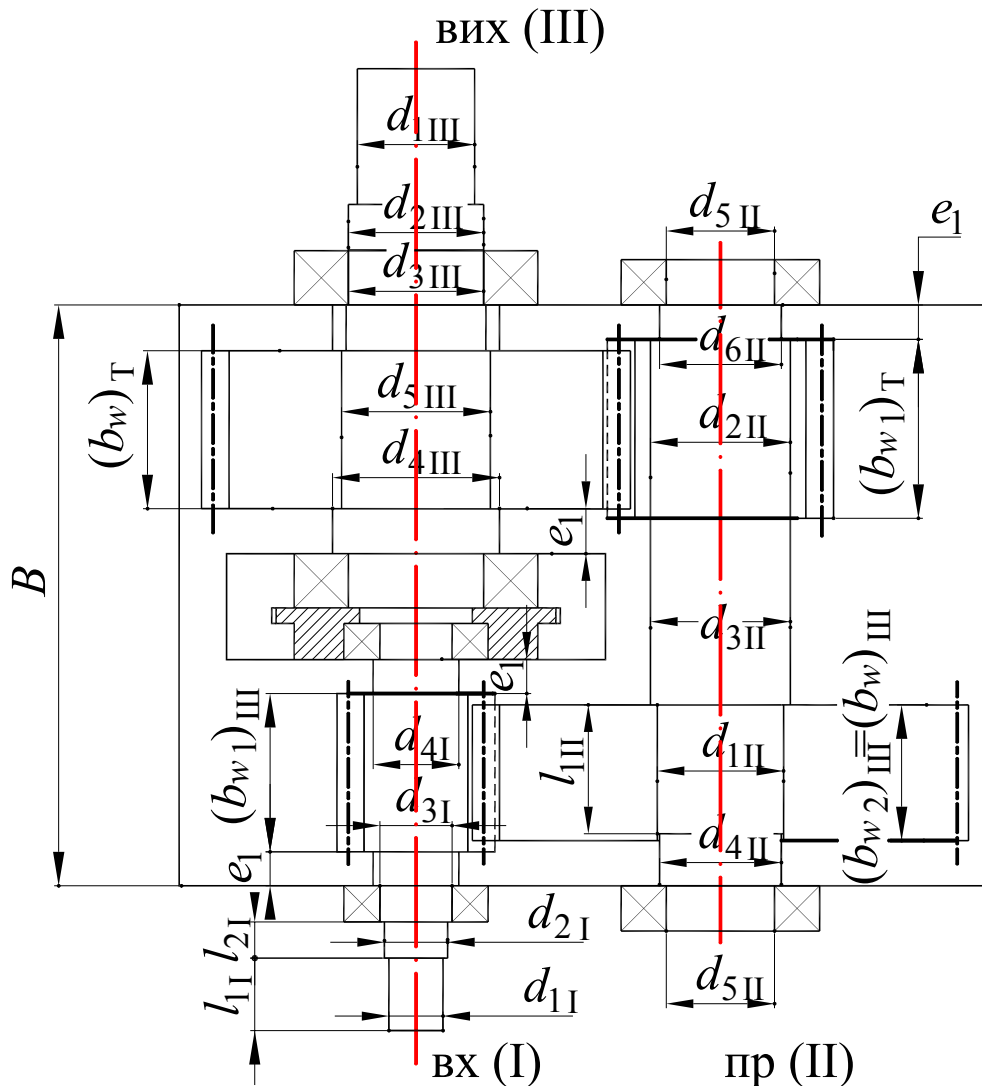 вих (III)
d1III
d2III
d5II
e1
d3III
d6II
(bw)T
d5III
d2II
(bw1)T
d4III
e1
B
d3II
e1
(bw1)III
d4I
l1II
d1II
(bw2)III=(bw)III
d3I
d4II
e1
l2I
d2I
l1I
d1I
d5II
вх (I)
пр (II)